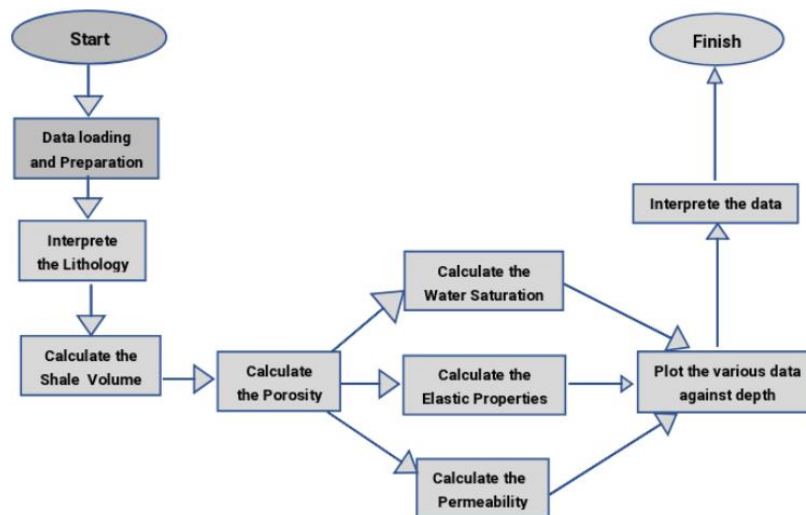 Start
Data loading
and Preparation
Interprete
the Lithology
Calculate the
Shale Volume
Calculate
the Porosity
Calculate the
Water Saturation
Calculate the
Elastic Properties
Calculate the
Permeability
Plot the various data
against depth
Interprete the data
Finish